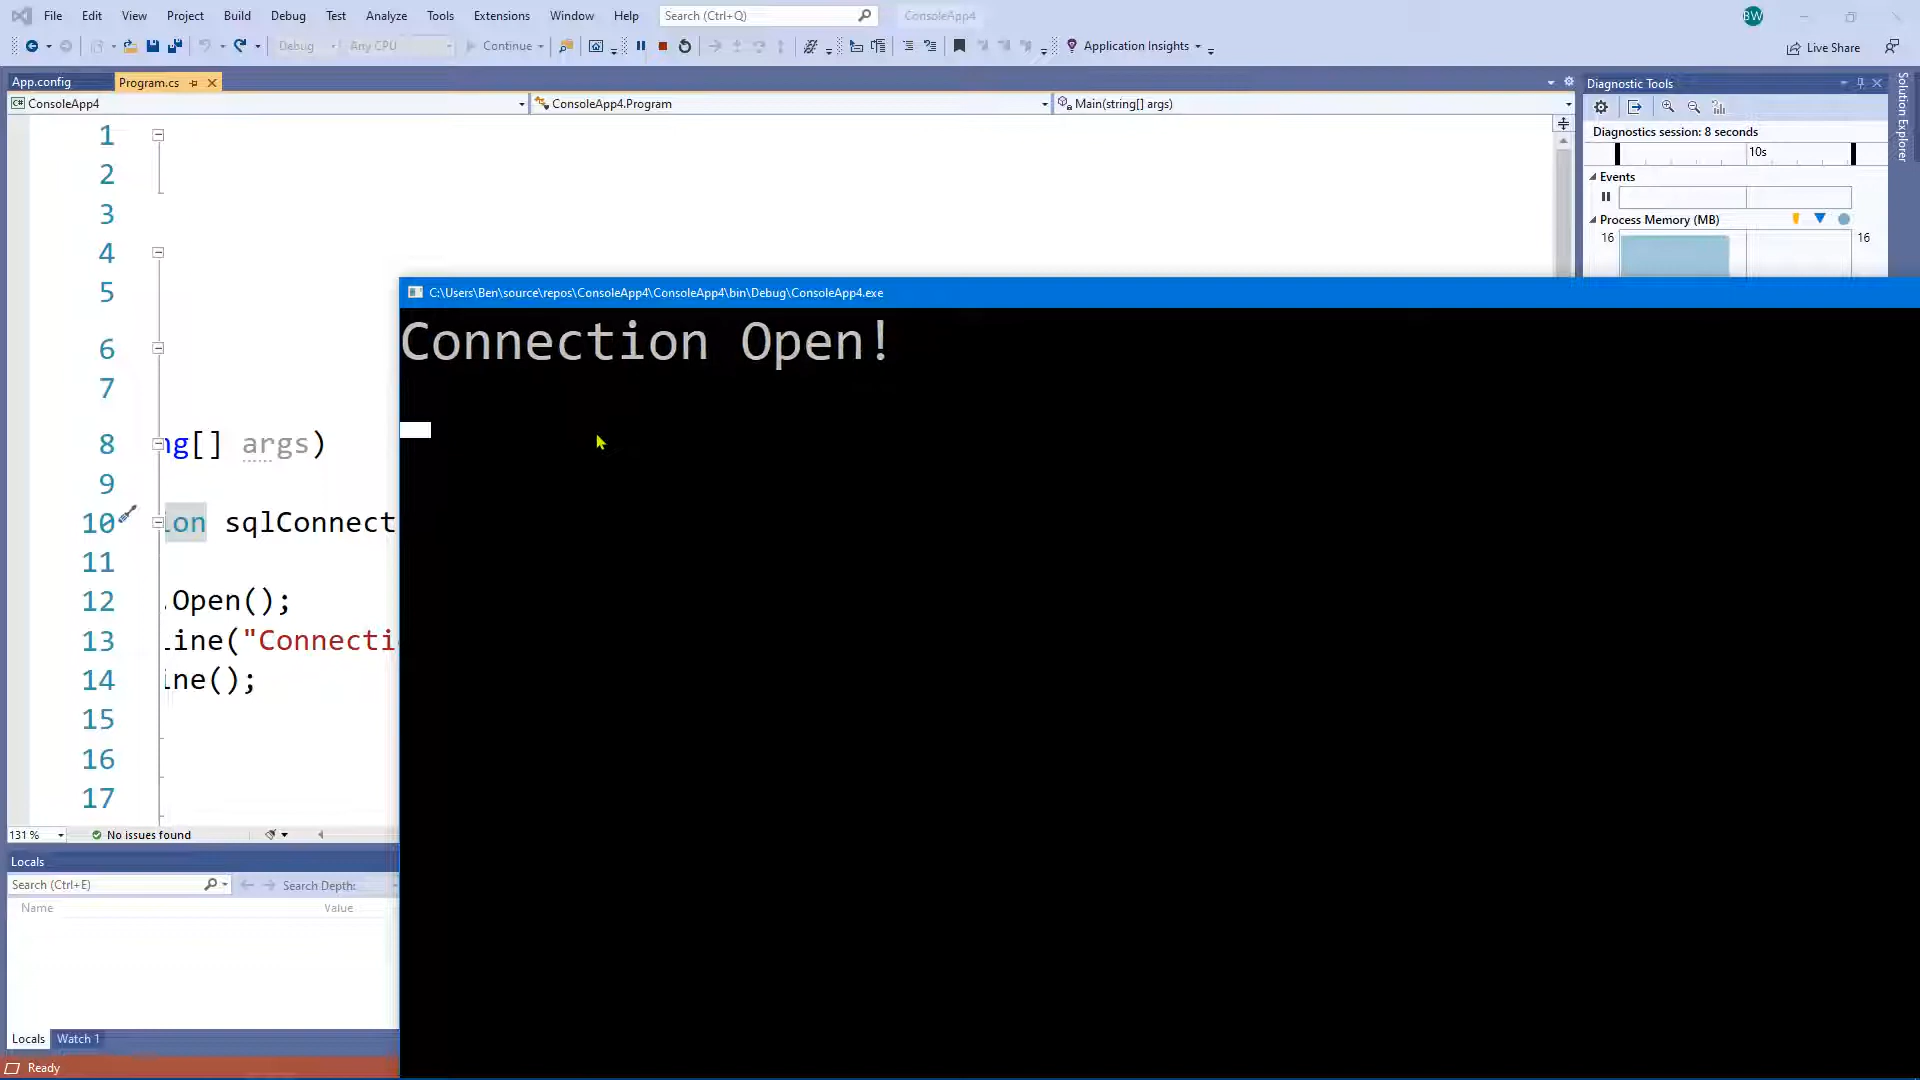 File Edit View Project Build Debug Test Analyze Tools Extensions Window Help Search (Ctrl+Q) ConsoleApp4 BW
Debug Any CPU Continue Application Insights Live Share
App.config Program.cs
Diagnostic Tools
Solution Explorer
ConsoleApp4 ConsoleApp4.Program Main(string[] args)
Diagnostics session: 8 seconds
10s
Events
Process Memory (MB)
16 16
1
2
3
4
5
6
7
8 ng[] args)
9
10 ion sqlConnect
11
12 .Open();
13 Line("Connecti
14 ine();
15
16
17
C:\Users\Ben\source\repos\ConsoleApp4\ConsoleApp4\bin\Debug\ConsoleApp4.exe
Connection Open!
131 % No issues found
Locals
Search (Ctrl+E) Search Depth:
Name Value
Locals Watch 1
Ready